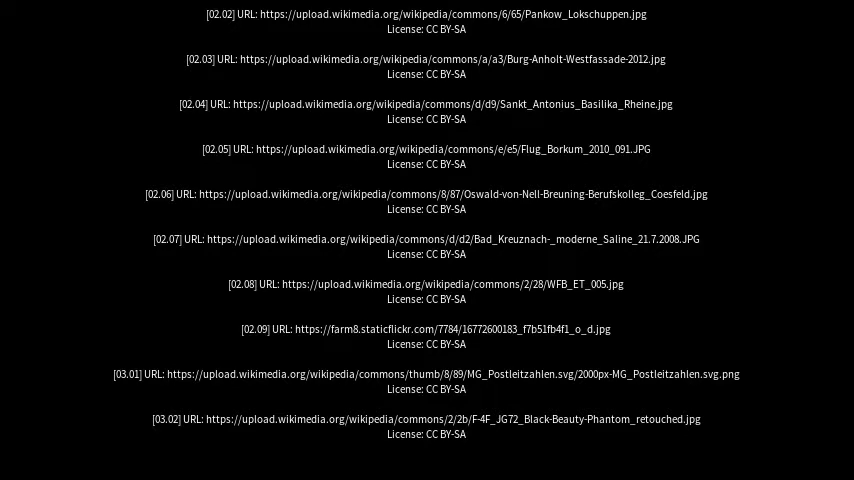 [02.02] URL: https://upload.wikimedia.org/wikipedia/commons/6/65/Pankow_Lokschuppen.jpg
License: CC BY-SA
[02.03] URL: https://upload.wikimedia.org/wikipedia/commons/a/a3/Burg-Anholt-Westfassade-2012.jpg
License: CC BY-SA
[02.04] URL: https://upload.wikimedia.org/wikipedia/commons/d/d9/Sankt_Antonius_Basilika_Rheine.jpg
License: CC BY-SA
[02.05] URL: https://upload.wikimedia.org/wikipedia/commons/e/e5/Flug_Borkum_2010_091.JPG
License: CC BY-SA
[02.06] URL: https://upload.wikimedia.org/wikipedia/commons/8/87/Oswald-von-Nell-Breuning-Berufskolleg_Coesfeld.jpg
License: CC BY-SA
[02.07] URL: https://upload.wikimedia.org/wikipedia/commons/d/d2/Bad_Kreuznach-_moderne_Saline_21.7.2008.JPG
License: CC BY-SA
[02.08] URL: https://upload.wikimedia.org/wikipedia/commons/2/28/WFB_ET_005.jpg
License: CC BY-SA
[02.09] URL: https://farm8.staticflickr.com/7784/16772600183_f7b51fb4f1_o_d.jpg
License: CC BY-SA
[03.01] URL: https://upload.wikimedia.org/wikipedia/commons/thumb/8/89/MG_Postleitzahlen.svg/2000px-MG_Postleitzahlen.svg.png
License: CC BY-SA
[03.02] URL: https://upload.wikimedia.org/wikipedia/commons/2/2b/F-4F_JG72_Black-Beauty-Phantom_retouched.jpg
License: CC BY-SA